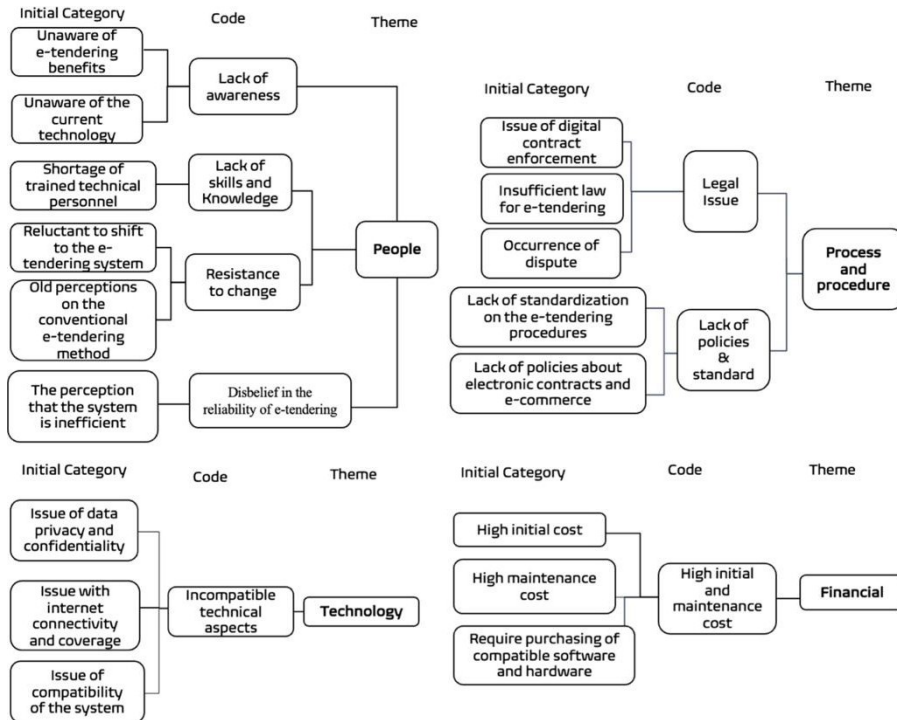 Initial Category
Code
Theme
Unaware of
e-tendering
benefits
Unaware of the
current
technology
Lack of
awareness
Shortage of
trained technical
personnel
Lack of
skills and
Knowledge
Reluctant to shift
to the e-
tendering system
Old perceptions on
the conventional
e-tendering
method
Resistance
to change
The perception
that the system
is inefficient
Disbelief in the
reliability of e-tendering
People
Initial Category
Code
Theme
Issue of digital
contract
enforcement
Insufficient law
for e-tendering
Occurrence of
dispute
Legal
Issue
Lack of standardization
on the e-tendering
procedures
Lack of policies about
electronic contracts and
e-commerce
Lack of
policies
&
standard
Process
and
procedure
Initial Category
Code
Theme
Issue of data
privacy and
confidentiality
Issue with
internet
connectivity
and coverage
Issue of
compatibility
of the system
Incompatible
technical
aspects
Technology
Initial Category
Code
Theme
High initial cost
High maintenance
cost
Require purchasing of
compatible software
and hardware
High initial
and
maintenance
cost
Financial